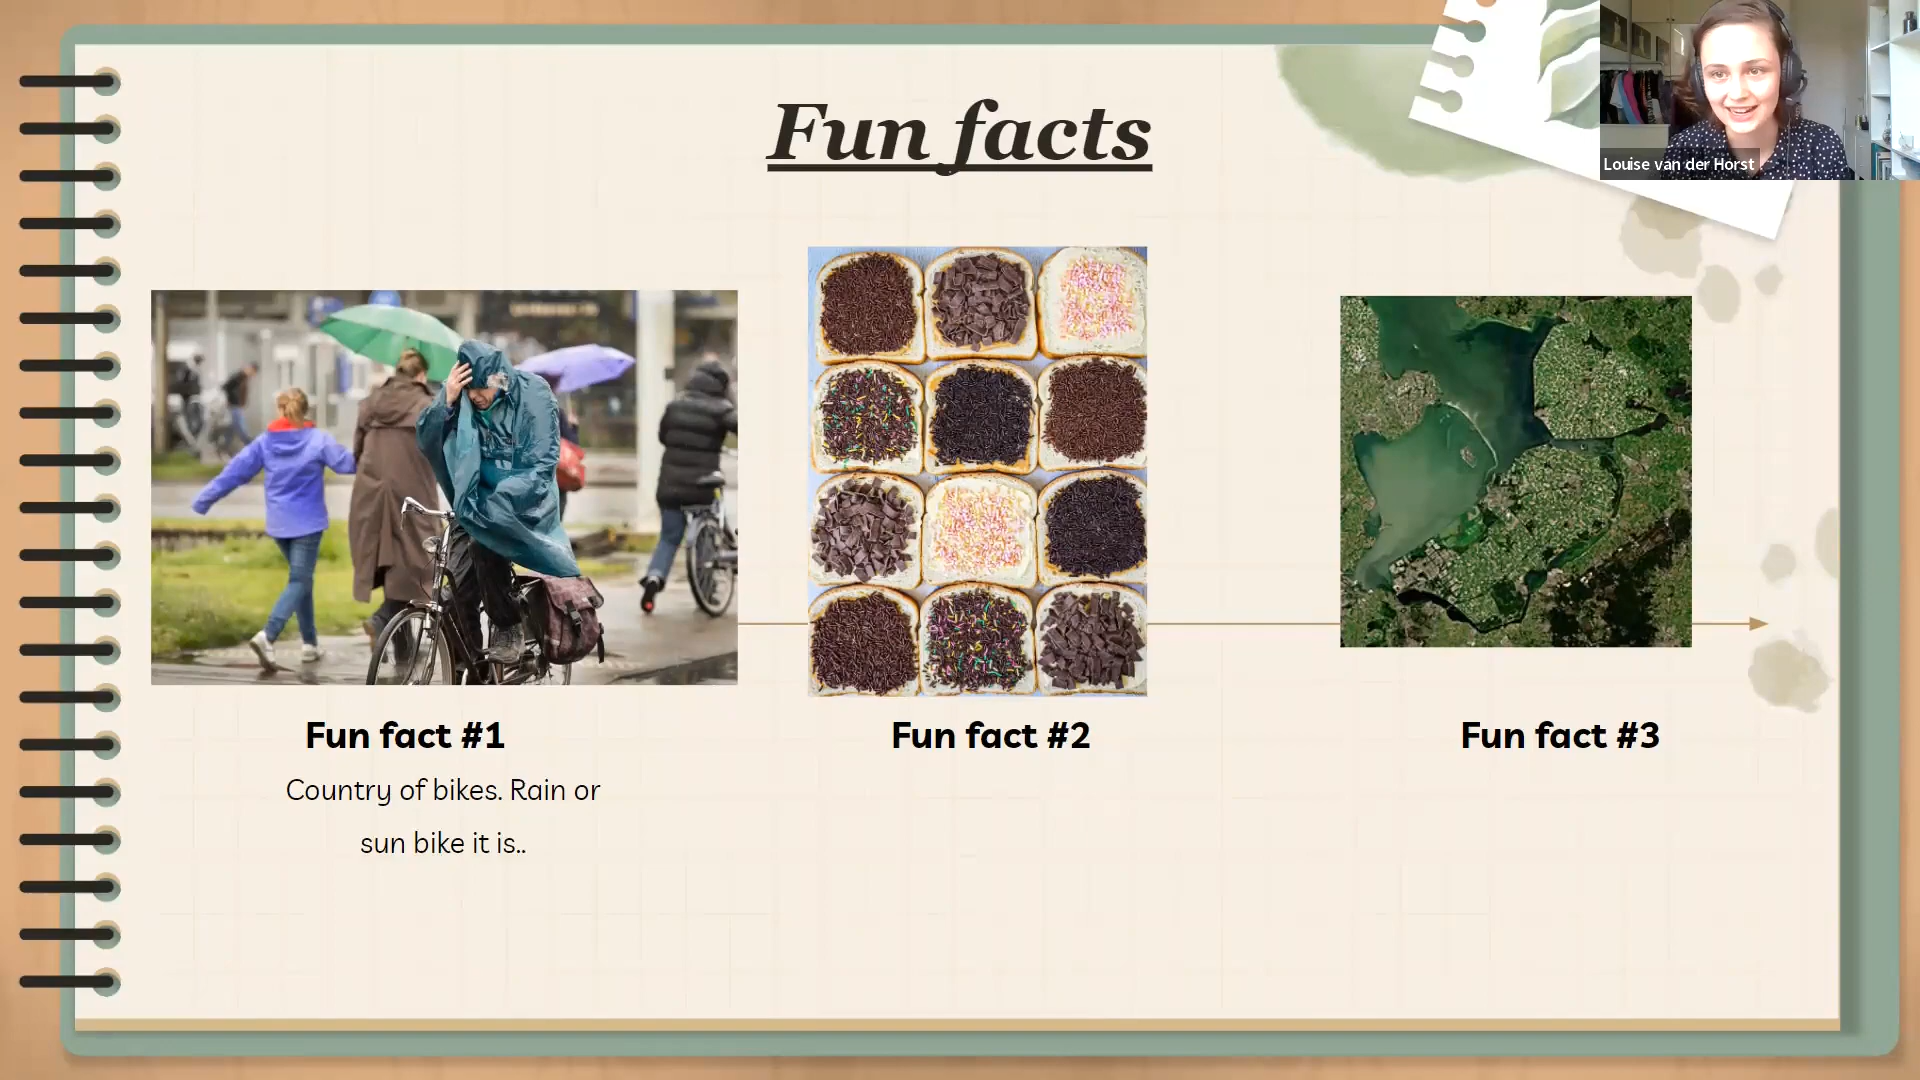 Fun facts
Louise van der Horst
Fun fact #1
Country of bikes. Rain or
sun bike it is..
Fun fact #2
Fun fact #3